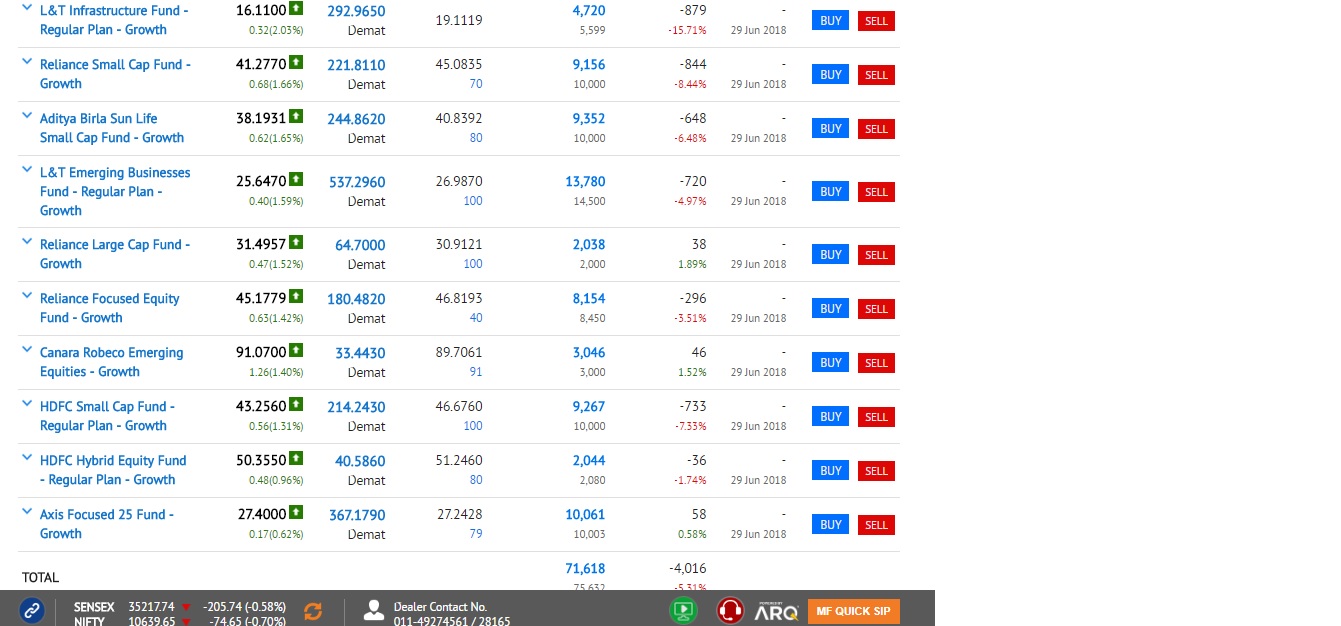 L&T Infrastructure Fund - 16.1100 292.9650 19.1119 4,720 -879 - BUY SELL
Regular Plan - Growth 0.32(2.03%) Demat 5,599 -15.71% 29 Jun 2018
Reliance Small Cap Fund - 41.2770 221.8110 45.0835 9,156 -844 - BUY SELL
Growth 0.68(1.66%) Demat 70 10,000 -8.44% 29 Jun 2018
Aditya Birla Sun Life 38.1931 244.8620 40.8392 9,352 -648 - BUY SELL
Small Cap Fund - Growth 0.62(1.65%) Demat 80 10,000 -6.48% 29 Jun 2018
L&T Emerging Businesses
Fund - Regular Plan - 25.6470 537.2960 26.9870 13,780 -720 - BUY SELL
Growth 0.40(1.59%) Demat 100 14,500 -4.97% 29 Jun 2018
Reliance Large Cap Fund - 31.4957 64.7000 30.9121 2,038 38 - BUY SELL
Growth 0.47(1.52%) Demat 100 2,000 1.89% 29 Jun 2018
Reliance Focused Equity 45.1779 180.4820 46.8193 8,154 -296 - BUY SELL
Fund - Growth 0.63(1.42%) Demat 40 8,450 -3.51% 29 Jun 2018
Canara Robeco Emerging 91.0700 33.4430 89.7061 3,046 46 - BUY SELL
Equities - Growth 1.26(1.40%) Demat 91 3,000 1.52% 29 Jun 2018
HDFC Small Cap Fund - 43.2560 214.2430 46.6760 9,267 -733 - BUY SELL
Regular Plan - Growth 0.56(1.31%) Demat 100 10,000 -7.33% 29 Jun 2018
HDFC Hybrid Equity Fund 50.3550 40.5860 51.2460 2,044 -36 - BUY SELL
- Regular Plan - Growth 0.48(0.96%) Demat 80 2,080 -1.74% 29 Jun 2018
Axis Focused 25 Fund - 27.4000 367.1790 27.2428 10,061 58 - BUY SELL
Growth 0.17(0.62%) Demat 79 10,003 0.58% 29 Jun 2018
TOTAL 71,618 -4,016
75,632 -5.31%
SENSEX 35217.74 -205.74 (-0.58%) Dealer Contact No. POWERED BY ARQ MF QUICK SIP
NIFTY 10639.65 -74.65 (-0.70%) 011-49274561 / 28165